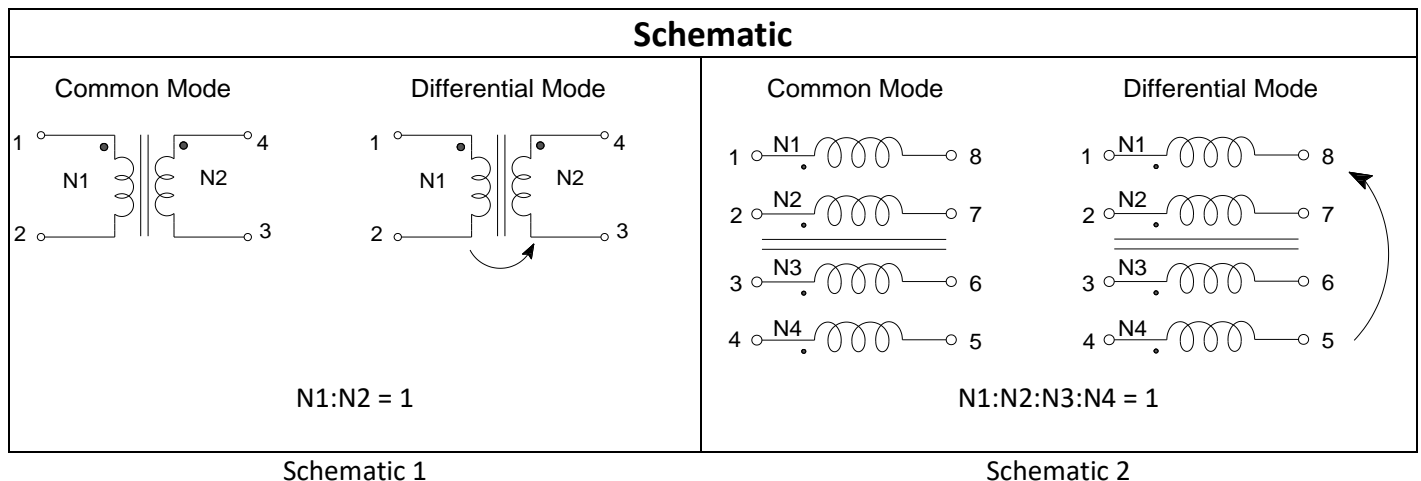 Schematic
Common Mode Differential Mode Common Mode Differential Mode
1 4 1 4 1 N1 8 1 N1 8
N1 N2 N1 N2 2 N2 7 2 N2 7
2 3 2 3 3 N3 6 3 N3 6
4 N4 5 4 N4 5
N1:N2 = 1 N1:N2:N3:N4 = 1
Schematic 1 Schematic 2